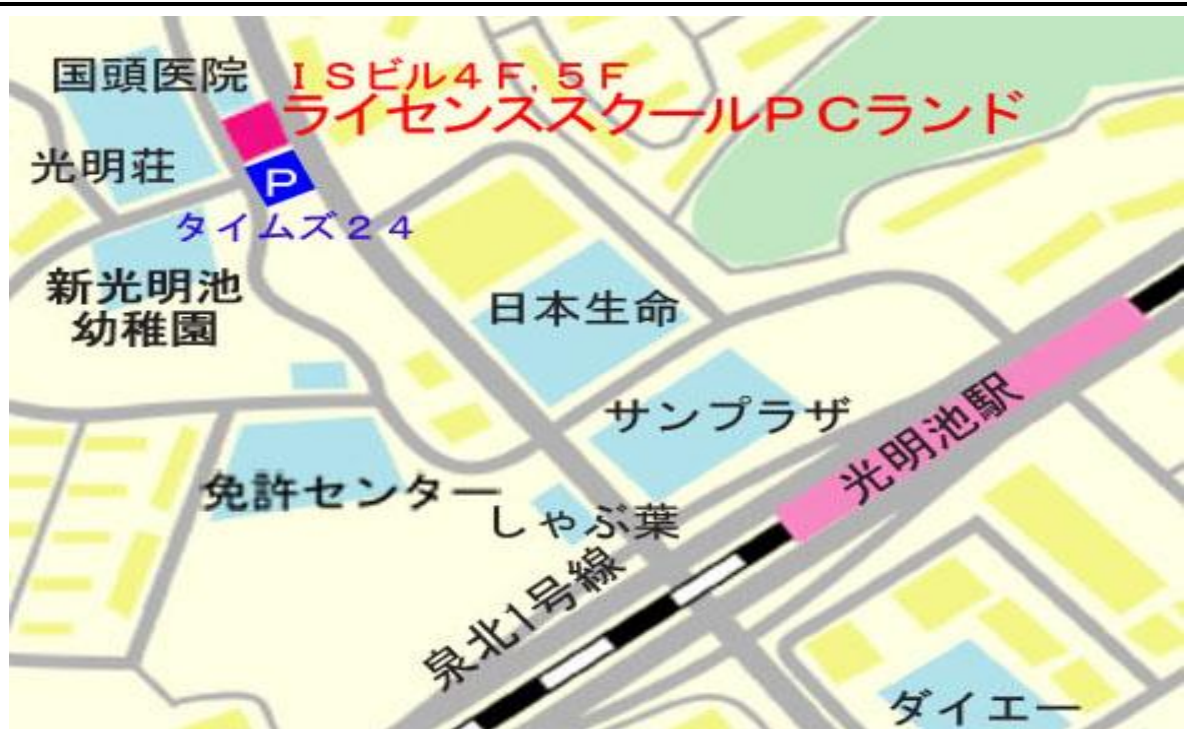 国頭医院
ISビル4F,5F
ライセンススクールPCランド
光明荘
P
タイムズ24
新光明池
幼稚園
日本生命
サンプラザ
光明池駅
免許センター
しゃぶ葉
泉北1号線
ダイエー